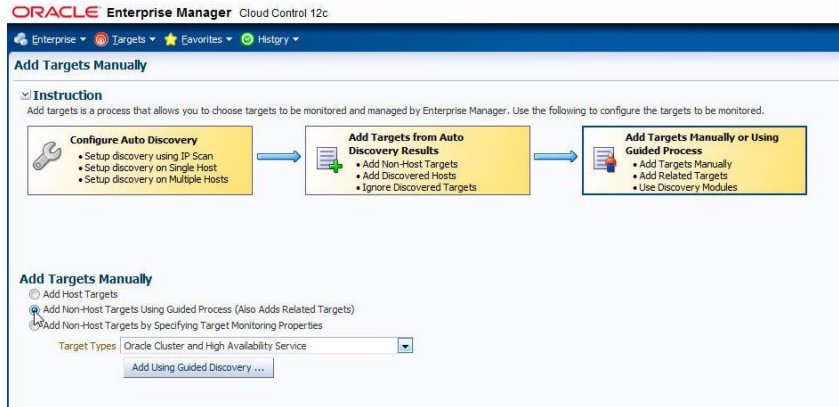 ORACLE Enterprise Manager Cloud Control 12c
Enterprise Targets Favorites History
Add Targets Manually
Instruction
Add targets is a process that allows you to choose targets to be monitored and managed by Enterprise Manager. Use the following to configure the targets to be monitored.
Configure Auto Discovery
• Setup discovery using IP Scan
• Setup discovery on Single Host
• Setup discovery on Multiple Hosts
Add Targets from Auto
Discovery Results
• Add Non-Host Targets
• Add Discovered Hosts
• Ignore Discovered Targets
Add Targets Manually or Using
Guided Process
• Add Targets Manually
• Add Related Targets
• Use Discovery Modules
Add Targets Manually
Add Host Targets
Add Non-Host Targets Using Guided Process (Also Adds Related Targets)
Add Non-Host Targets by Specifying Target Monitoring Properties
Target Types Oracle Cluster and High Availability Service
Add Using Guided Discovery ...